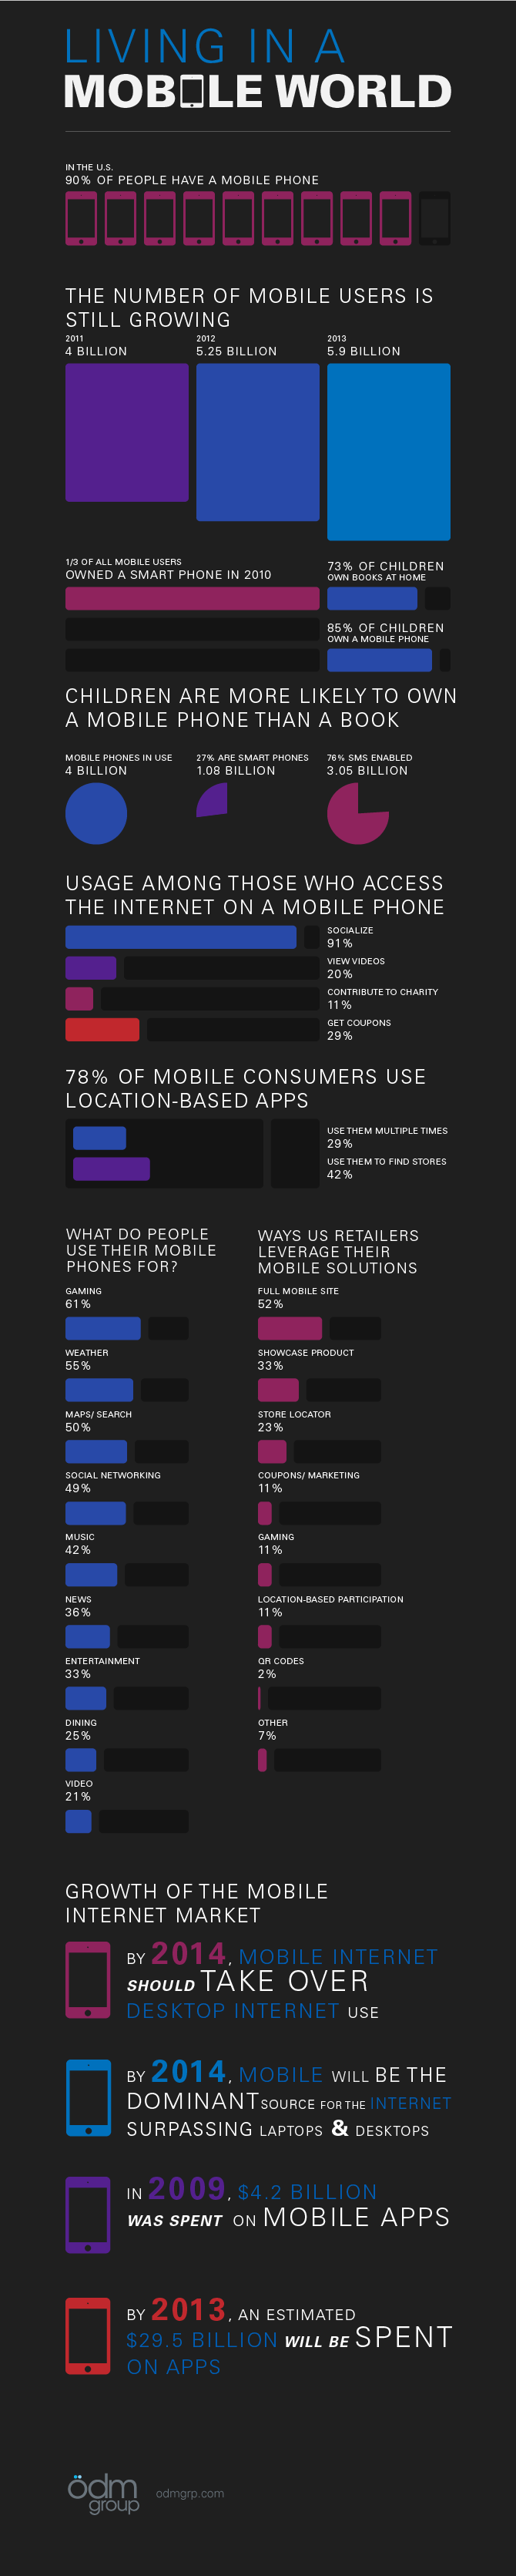 LIVING IN A
MOBILE WORLD
IN THE U.S.
90% OF PEOPLE HAVE A MOBILE PHONE
THE NUMBER OF MOBILE USERS IS
STILL GROWING
2011
4 BILLION
2012
5.25 BILLION
2013
5.9 BILLION
1/3 OF ALL MOBILE USERS
OWNED A SMART PHONE IN 2010
73% OF CHILDREN
OWN BOOKS AT HOME
85% OF CHILDREN
OWN A MOBILE PHONE
CHILDREN ARE MORE LIKELY TO OWN
A MOBILE PHONE THAN A BOOK
MOBILE PHONES IN USE
4 BILLION
27% ARE SMART PHONES
1.08 BILLION
76% SMS ENABLED
3.05 BILLION
USAGE AMONG THOSE WHO ACCESS
THE INTERNET ON A MOBILE PHONE
SOCIALIZE
91%
VIEW VIDEOS
20%
CONTRIBUTE TO CHARITY
11%
GET COUPONS
29%
78% OF MOBILE CONSUMERS USE
LOCATION-BASED APPS
USE THEM MULTIPLE TIMES
29%
USE THEM TO FIND STORES
42%
WHAT DO PEOPLE
USE THEIR MOBILE
PHONES FOR?
GAMING
61%
WEATHER
55%
MAPS/ SEARCH
50%
SOCIAL NETWORKING
49%
MUSIC
42%
NEWS
36%
ENTERTAINMENT
33%
DINING
25%
VIDEO
21%
WAYS US RETAILERS
LEVERAGE THEIR
MOBILE SOLUTIONS
FULL MOBILE SITE
52%
SHOWCASE PRODUCT
33%
STORE LOCATOR
23%
COUPONS/ MARKETING
11%
GAMING
11%
LOCATION-BASED PARTICIPATION
11%
QR CODES
2%
OTHER
7%
GROWTH OF THE MOBILE
INTERNET MARKET
BY 2014, MOBILE INTERNET
SHOULD TAKE OVER
DESKTOP INTERNET USE
BY 2014, MOBILE WILL BE THE
DOMINANT SOURCE FOR THE INTERNET
SURPASSING LAPTOPS & DESKTOPS
IN 2009, $4.2 BILLION
WAS SPENT ON MOBILE APPS
BY 2013, AN ESTIMATED
$29.5 BILLION WILL BE SPENT
ON APPS
ödm
group
odmgrp.com